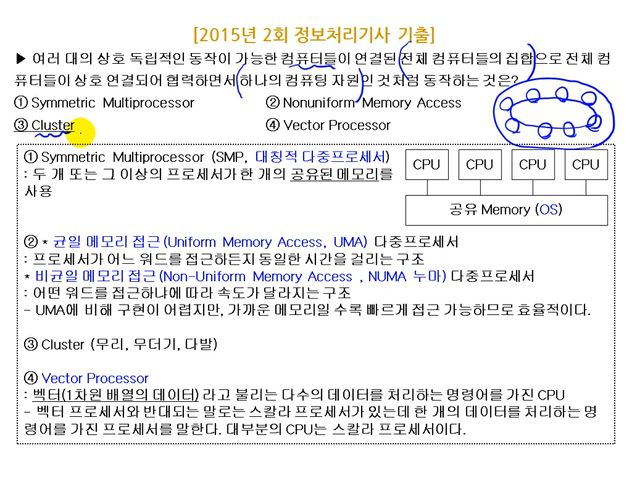 [2015년 2회 정보처리기사 기출]
▶ 여러 대의 상호 독립적인 동작이 가능한 컴퓨터들이 연결된 전체 컴퓨터들의 집합으로 전체 컴
퓨터들이 상호 연결되어 협력하면서 하나의 컴퓨팅 자원인 것처럼 동작하는 것은?
① Symmetric Multiprocessor ② Nonuniform Memory Access
③ Cluster ④ Vector Processor
① Symmetric Multiprocessor (SMP, 대칭적 다중프로세서)
: 두 개 또는 그 이상의 프로세서가 한 개의 공유된 메모리를
사용
CPU CPU CPU CPU
공유 Memory (OS)
② * 균일 메모리 접근(Uniform Memory Access, UMA) 다중프로세서
: 프로세서가 어느 워드를 접근하든지 동일한 시간을 걸리는 구조
* 비균일 메모리 접근(Non-Uniform Memory Access , NUMA 누마) 다중프로세서
: 어떤 워드를 접근하냐에 따라 속도가 달라지는 구조
- UMA에 비해 구현이 어렵지만, 가까운 메모리일 수록 빠르게 접근 가능하므로 효율적이다.
③ Cluster (무리, 무더기, 다발)
④ Vector Processor
: 벡터(1차원 배열의 데이터) 라고 불리는 다수의 데이터를 처리하는 명령어를 가진 CPU
- 벡터 프로세서와 반대되는 말로는 스칼라 프로세서가 있는데 한 개의 데이터를 처리하는 명
령어를 가진 프로세서를 말한다. 대부분의 CPU는 스칼라 프로세서이다.